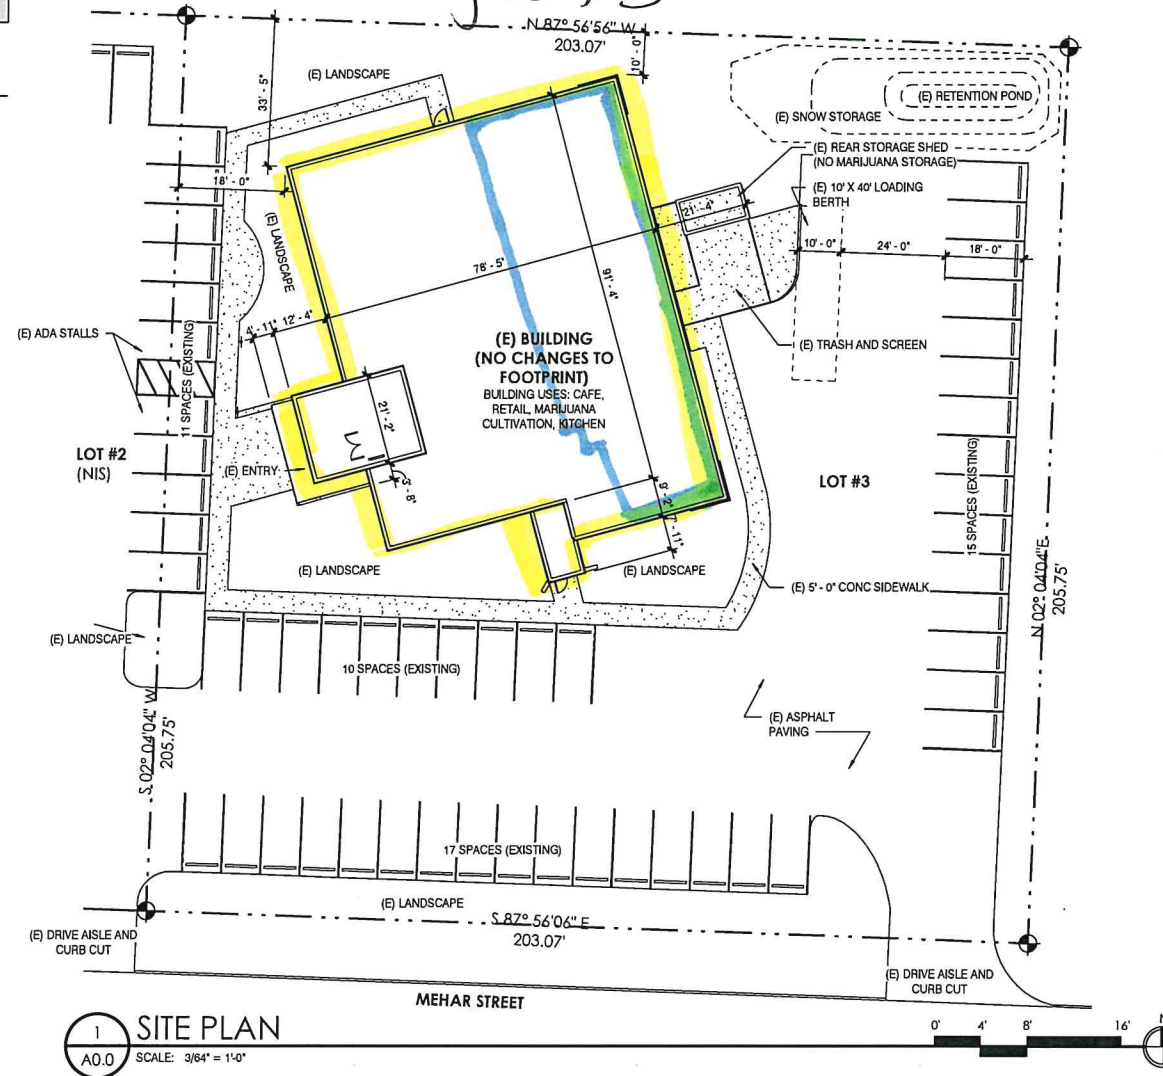 N 87° 56'56" W
203.07'
(E) LANDSCAPE
33' - 5"
10' - 0"
(E) RETENTION POND
(E) SNOW STORAGE
(E) REAR STORAGE SHED
(NO MARIJUANA STORAGE)
(E) 10' X 40' LOADING
BERTH
18' - 0"
21' - 4"
10' - 0"
24' - 0"
18' - 0"
(E) LANDSCAPE
76' - 5"
91' - 4"
4' - 11"
12' - 4"
(E) ADA STALLS
11 SPACES (EXISTING)
(E) BUILDING
(NO CHANGES TO
FOOTPRINT)
BUILDING USES: CAFE,
RETAIL, MARIJUANA
CULTIVATION, KITCHEN
(E) TRASH AND SCREEN
21' - 2"
LOT #2
(NIS)
(E) ENTRY
3' - 8"
9' - 2"
7' - 11"
LOT #3
15 SPACES (EXISTING)
(E) LANDSCAPE
(E) LANDSCAPE
(E) 5' - 0" CONC SIDEWALK
N 02° 04'04" E
205.75'
(E) LANDSCAPE
10 SPACES (EXISTING)
S 02° 04'04" W
205.75'
(E) ASPHALT
PAVING
17 SPACES (EXISTING)
(E) LANDSCAPE
S 87° 56'06" E
203.07'
(E) DRIVE AISLE AND
CURB CUT
(E) DRIVE AISLE AND
CURB CUT
MEHAR STREET
1
A0.0
SITE PLAN
SCALE: 3/64" = 1'-0"
0' 4' 8' 16'